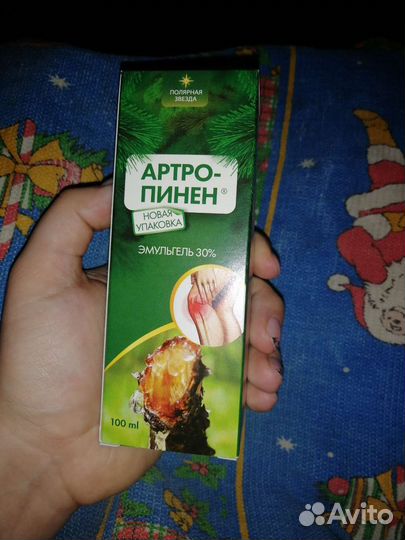 ПОЛЯРНАЯ
ЗВЕЗДА
АРТРО-
ПИНЕН®
НОВАЯ
УПАКОВКА
ЭМУЛЬГЕЛЬ 30%
100 ml
Avito